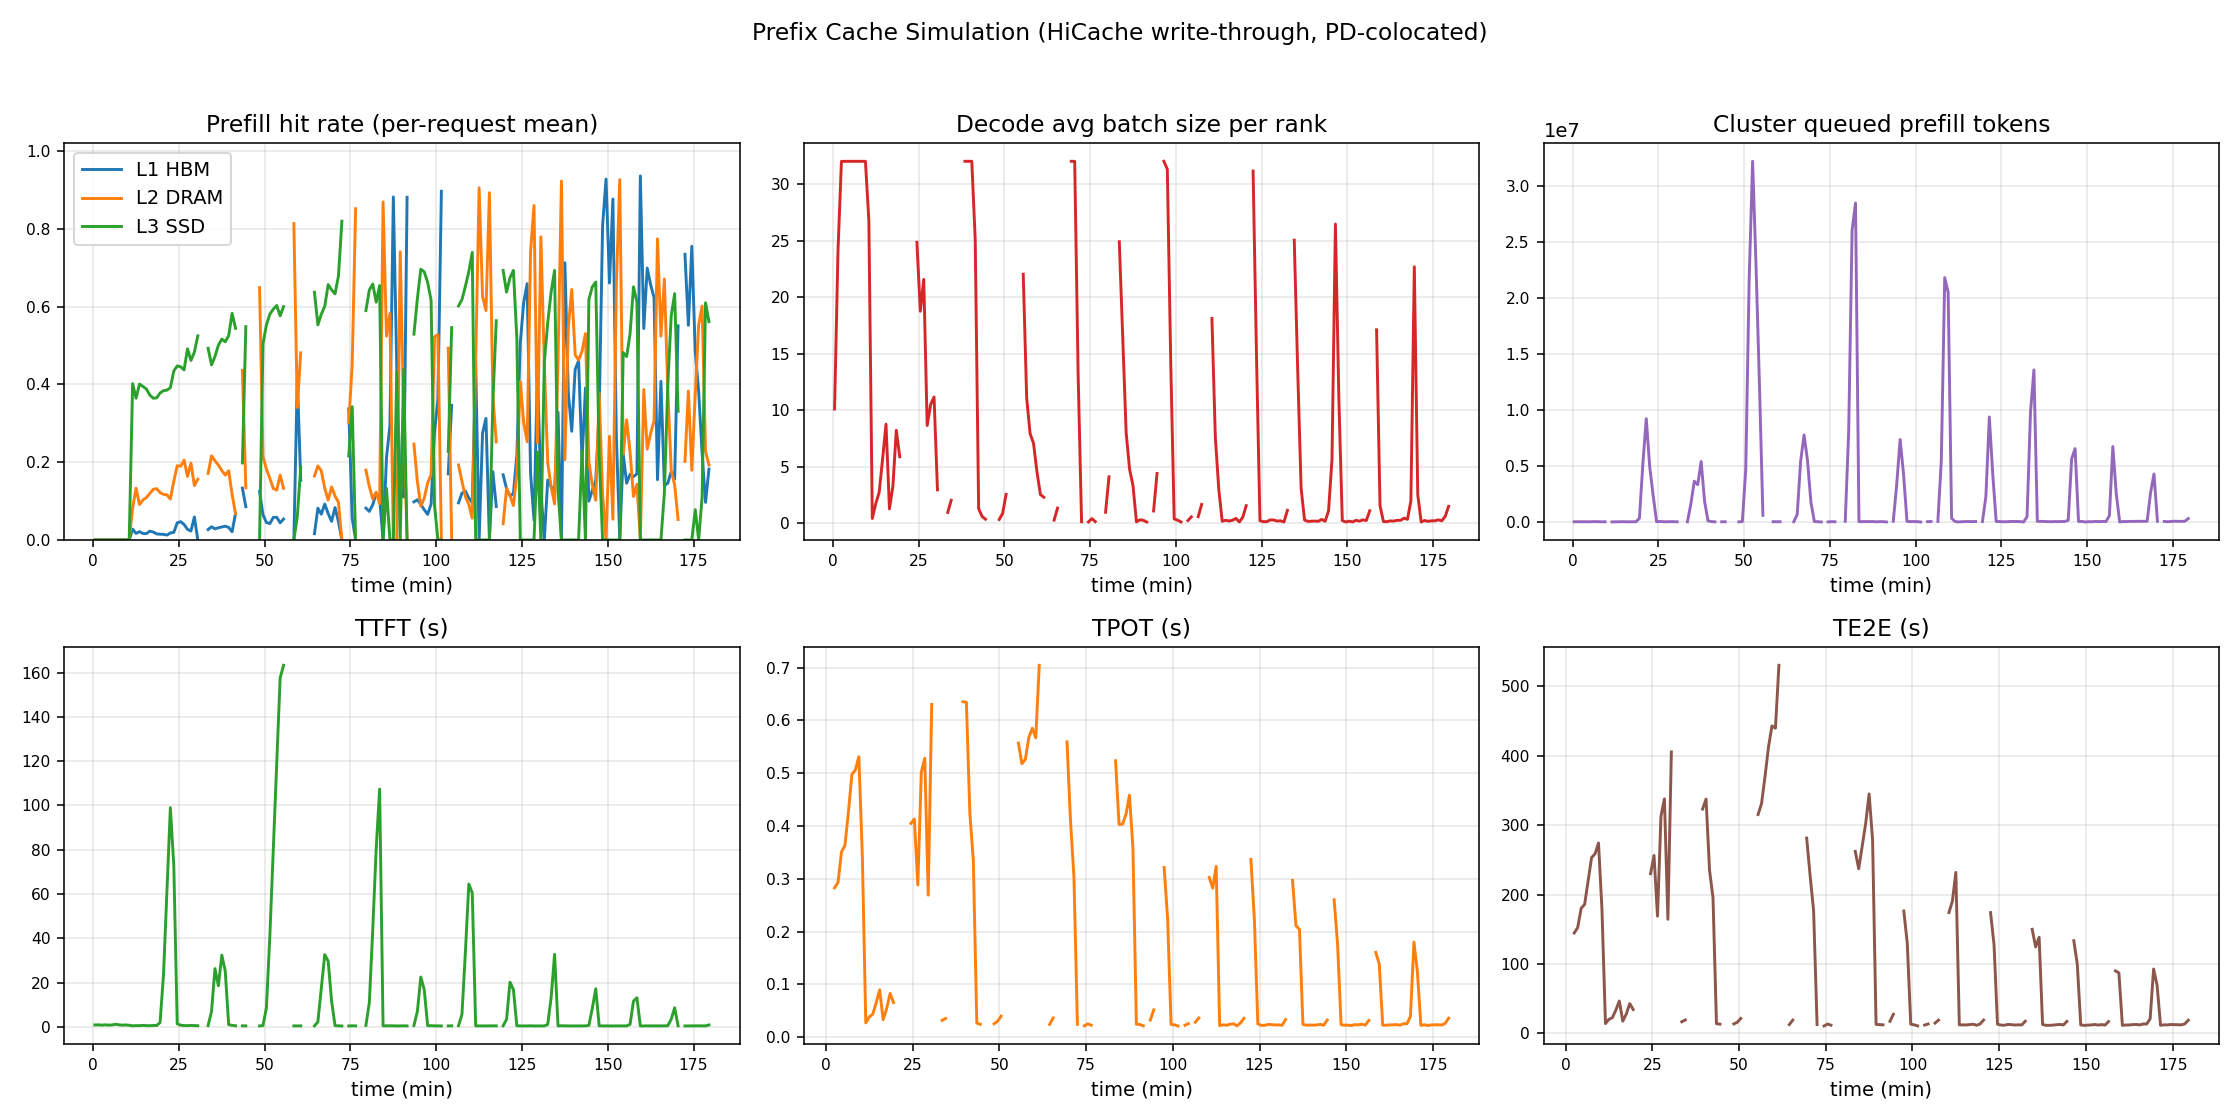 Prefix Cache Simulation (HiCache write-through, PD-colocated)
Prefill hit rate (per-request mean)
1.0
0.8
0.6
0.4
0.2
0.0
L1 HBM
L2 DRAM
L3 SSD
0 25 50 75 100 125 150 175
time (min)
Decode avg batch size per rank
30
25
20
15
10
5
0
0 25 50 75 100 125 150 175
time (min)
Cluster queued prefill tokens
1e7
3.0
2.5
2.0
1.5
1.0
0.5
0.0
0 25 50 75 100 125 150 175
time (min)
TTFT (s)
160
140
120
100
80
60
40
20
0
0 25 50 75 100 125 150 175
time (min)
TPOT (s)
0.7
0.6
0.5
0.4
0.3
0.2
0.1
0.0
0 25 50 75 100 125 150 175
time (min)
TE2E (s)
500
400
300
200
100
0
0 25 50 75 100 125 150 175
time (min)